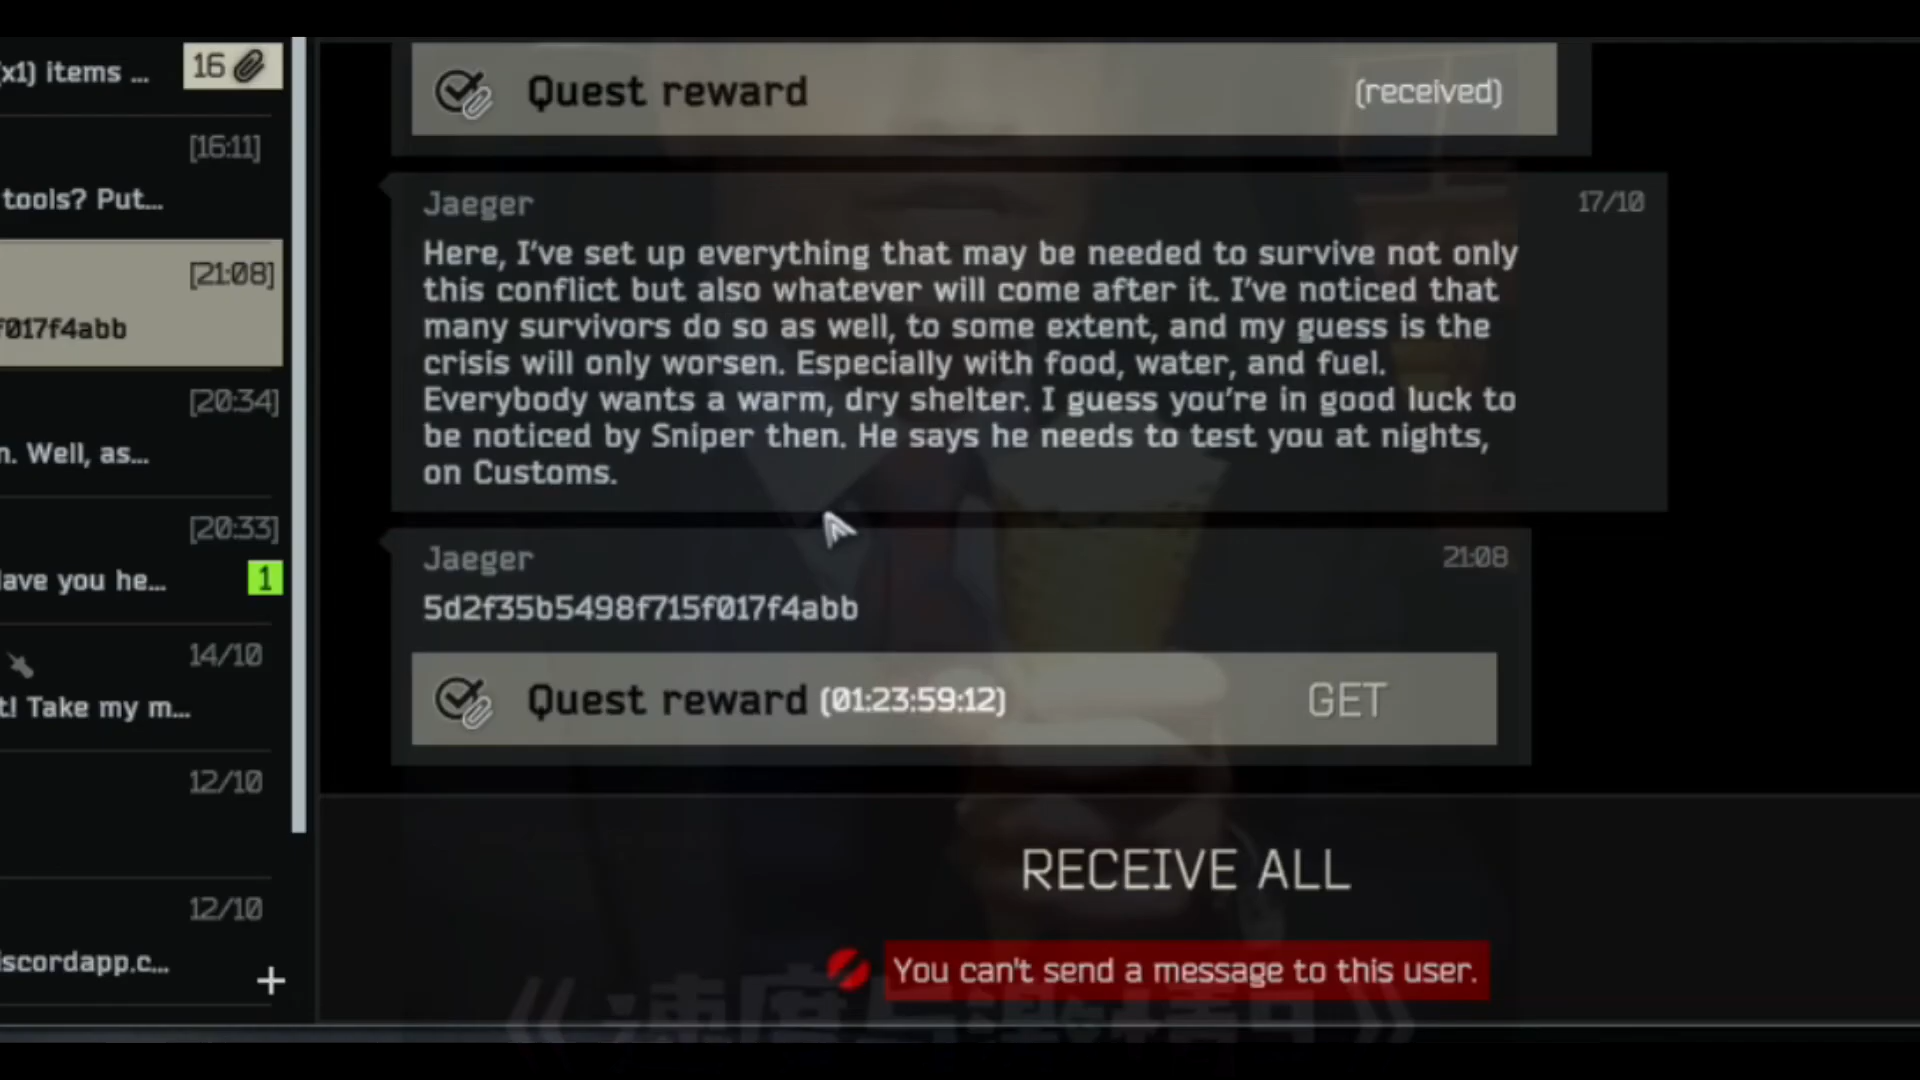 x1) items ...
16
Quest reward
(received)
[16:11]
tools? Put...
Jaeger
17/10
Here, I've set up everything that may be needed to survive not only
this conflict but also whatever will come after it. I've noticed that
many survivors do so as well, to some extent, and my guess is the
crisis will only worsen. Especially with food, water, and fuel.
Everybody wants a warm, dry shelter. I guess you're in good luck to
be noticed by Sniper then. He says he needs to test you at nights,
on Customs.
[21:08]
f017f4abb
[20:34]
n. Well, as...
[20:33]
ave you he...
1
Jaeger
21:08
5d2f35b5498f715f017f4abb
Quest reward (01:23:59:12)
GET
14/10
t! Take my m...
12/10
12/10
iscordapp.c...
+
RECEIVE ALL
You can't send a message to this user.